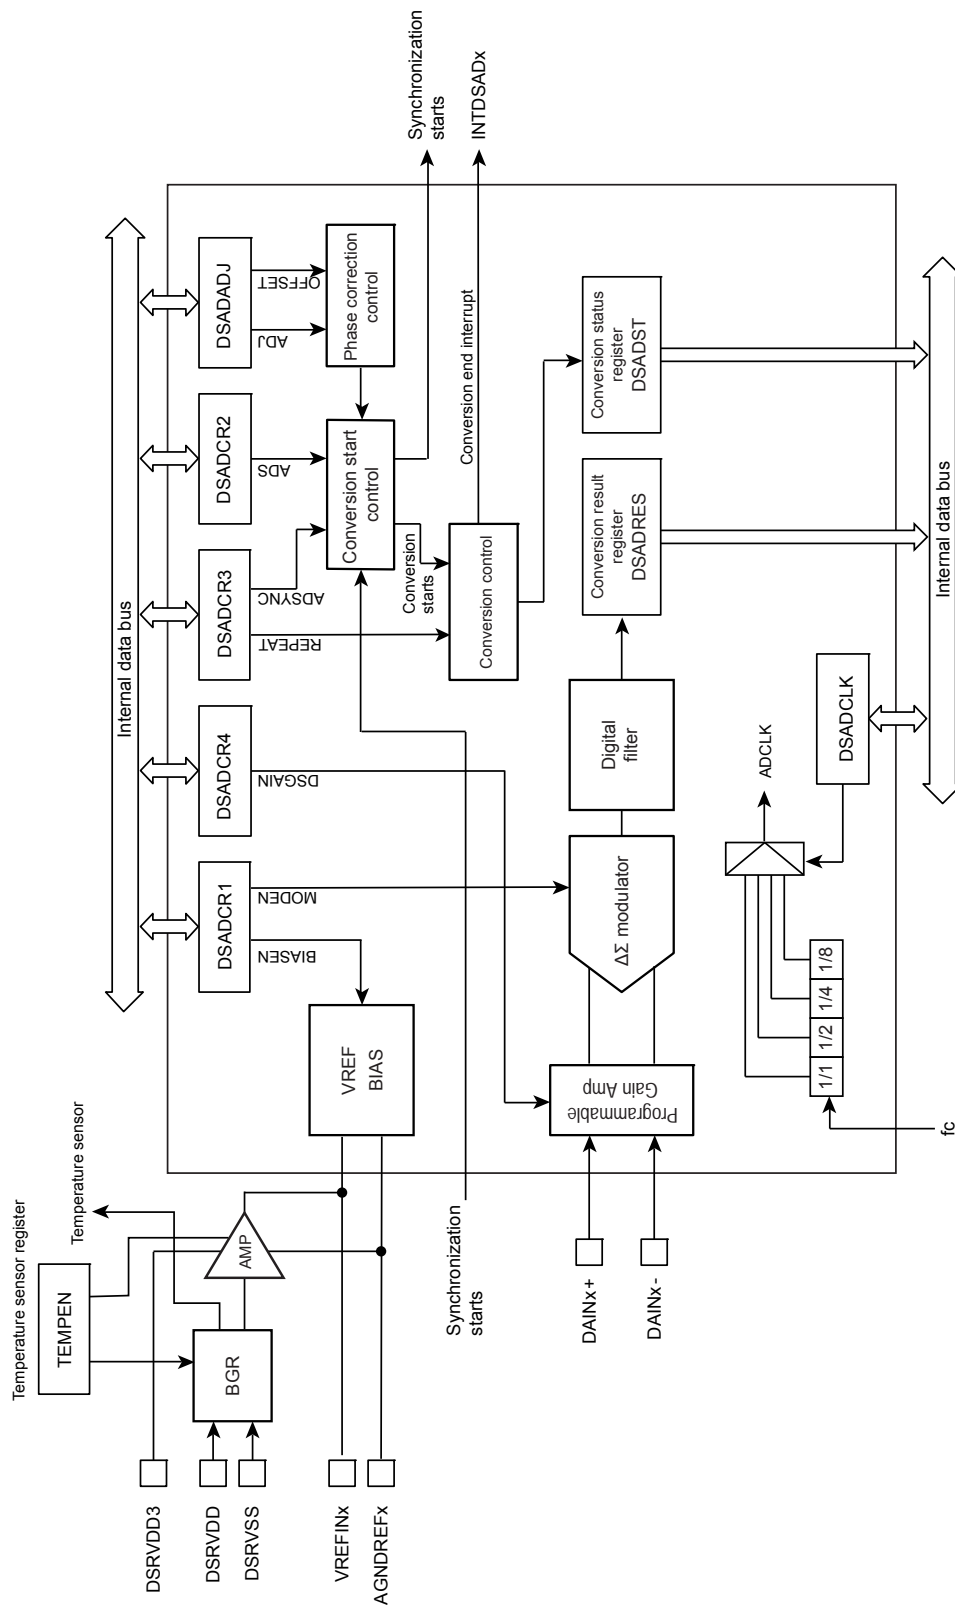 Temperature sensor register
TEMPEN
Temperature sensor
DSRVDD3
DSRVDD
DSRVSS
BGR
AMP
VREFINx
AGNDREFx
Internal data bus
DSADCR1
DSADCR4
DSADCR3
DSADCR2
DSADADJ
BIASEN
MODEN
DSGAIN
REPEAT
ADSYNC
ADS
ADJ
OFFSET
VREF
BIAS
Conversion start
control
Phase correction
control
Synchronization
starts
Synchronization
starts
Conversion
starts
Conversion control
Conversion end interrupt
INTDSADx
DAINx+
DAINx-
Programmable
Gain Amp
ΔΣ modulator
Digital
filter
Conversion result
register
DSADRES
Conversion status
register
DSADST
fc
1/1
1/2
1/4
1/8
ADCLK
DSADCLK
Internal data bus